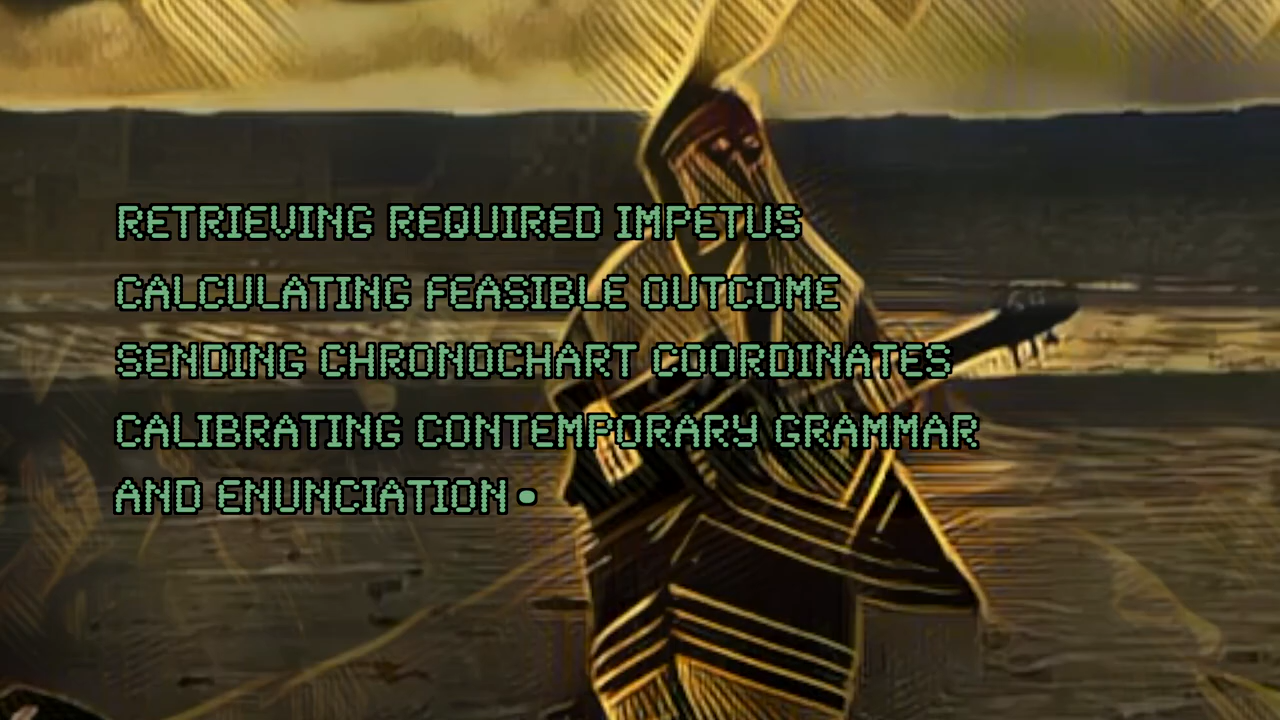 RETRIEVING REQUIRED IMPETUS
CALCULATING FEASIBLE OUTCOME
SENDING CHRONOCHART COORDINATES
CALIBRATING CONTEMPORARY GRAMMAR
AND ENUNCIATION •